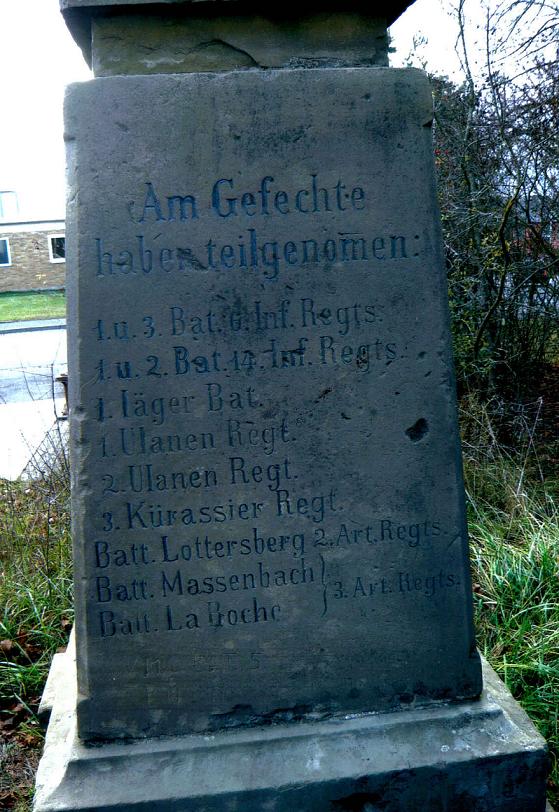 Am Gefechte
haben teilgenom̅en:
1.u. 3. Bat. 6. Inf. Regts.
1.u. 2. Bat. 14. Inf. Regts.
1. Jäger Bat.
1. Ulanen Regt.
2. Ulanen Regt.
3. Kürassier Regt.
Batt. Lottersberg 2. Art. Regts.
Batt. Massenbach } 3. Art. Regts.
Batt. La Roche